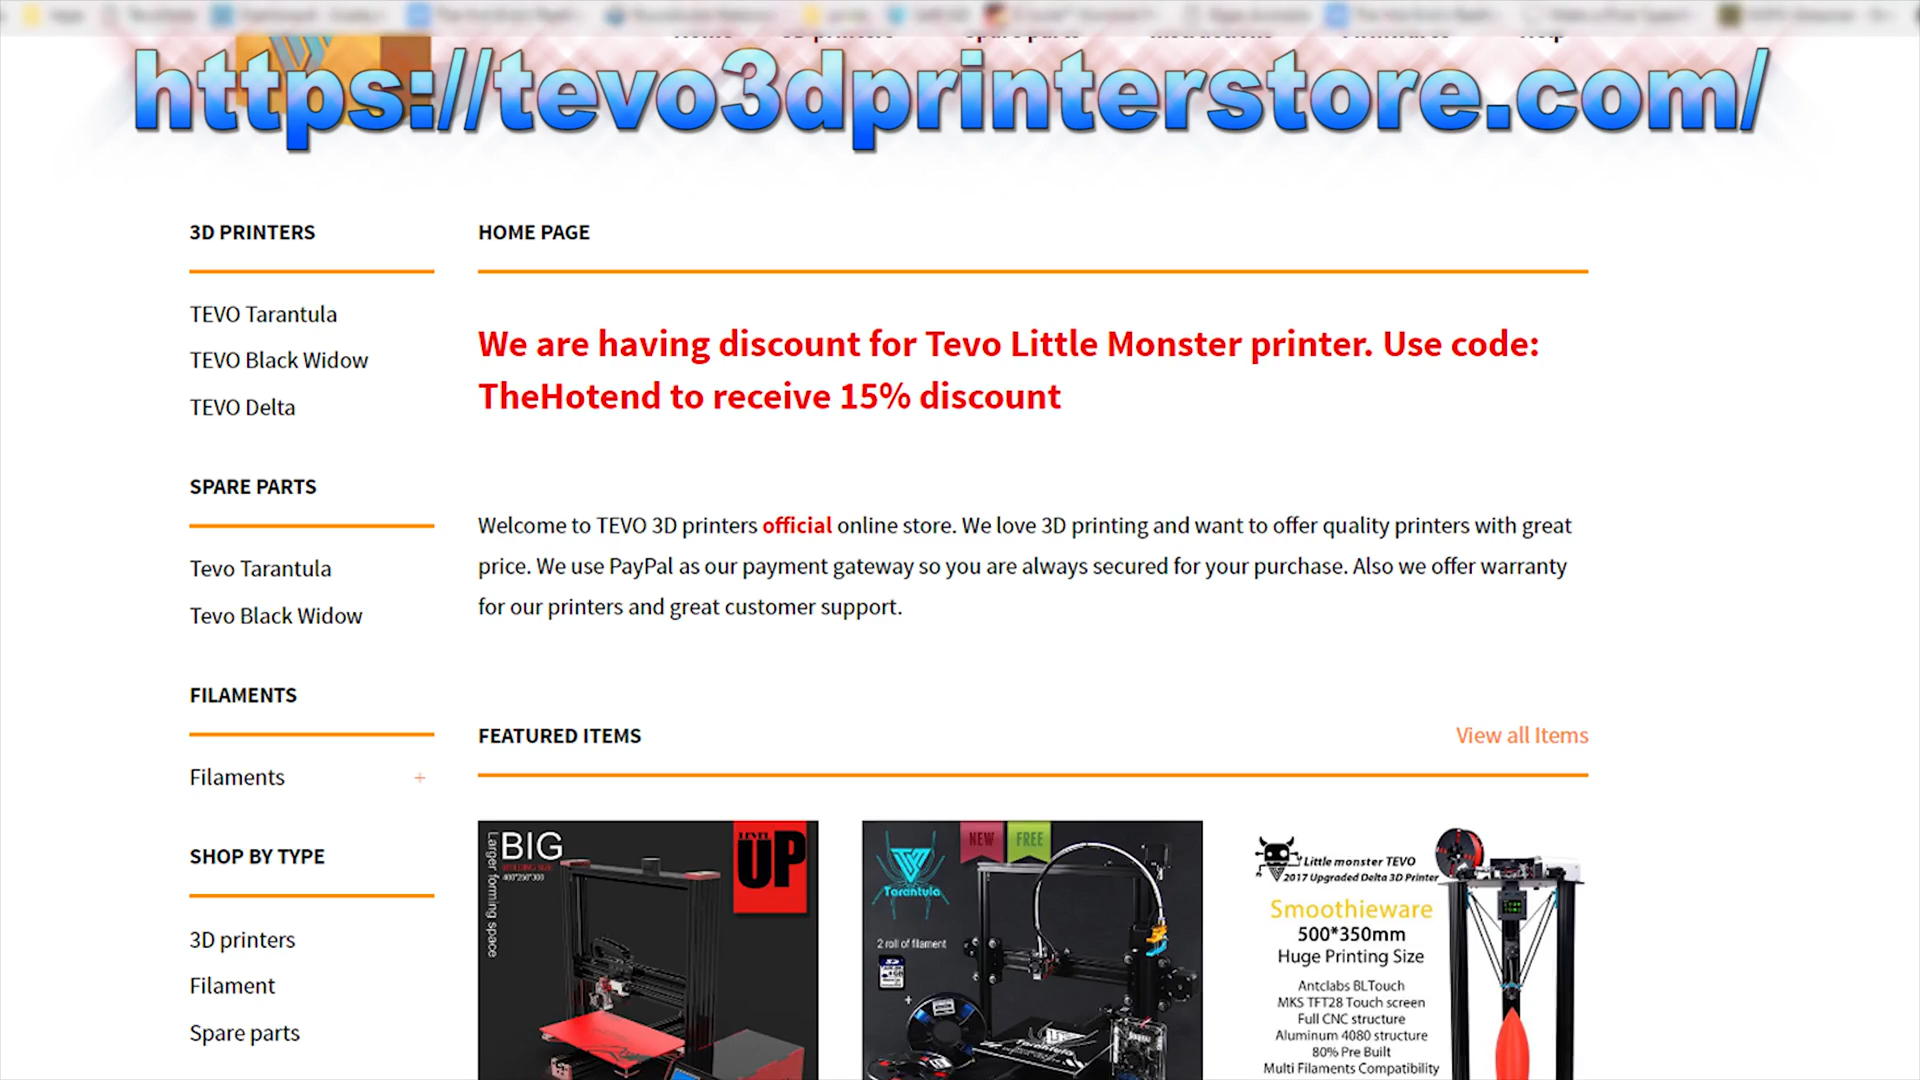 https://tevo3dprinterstore.com/
3D PRINTERS
TEVO Tarantula
TEVO Black Widow
TEVO Delta
SPARE PARTS
Tevo Tarantula
Tevo Black Widow
FILAMENTS
Filaments +
SHOP BY TYPE
3D printers
Filament
Spare parts
HOME PAGE
We are having discount for Tevo Little Monster printer. Use code:
TheHotend to receive 15% discount
Welcome to TEVO 3D printers official online store. We love 3D printing and want to offer quality printers with great
price. We use PayPal as our payment gateway so you are always secured for your purchase. Also we offer warranty
for our printers and great customer support.
FEATURED ITEMS
View all Items
BIG
400*250*300
Larger forming space
LEVEL
UP
NEW
FREE
Tarantula
2 roll of filament
+
Little monster TEVO
2017 Upgraded Delta 3D Printer
Smoothieware
500*350mm
Huge Printing Size
Antclabs BLTouch
MKS TFT28 Touch screen
Full CNC structure
Aluminum 4080 structure
80% Pre Built
Multi Filaments Compatibility